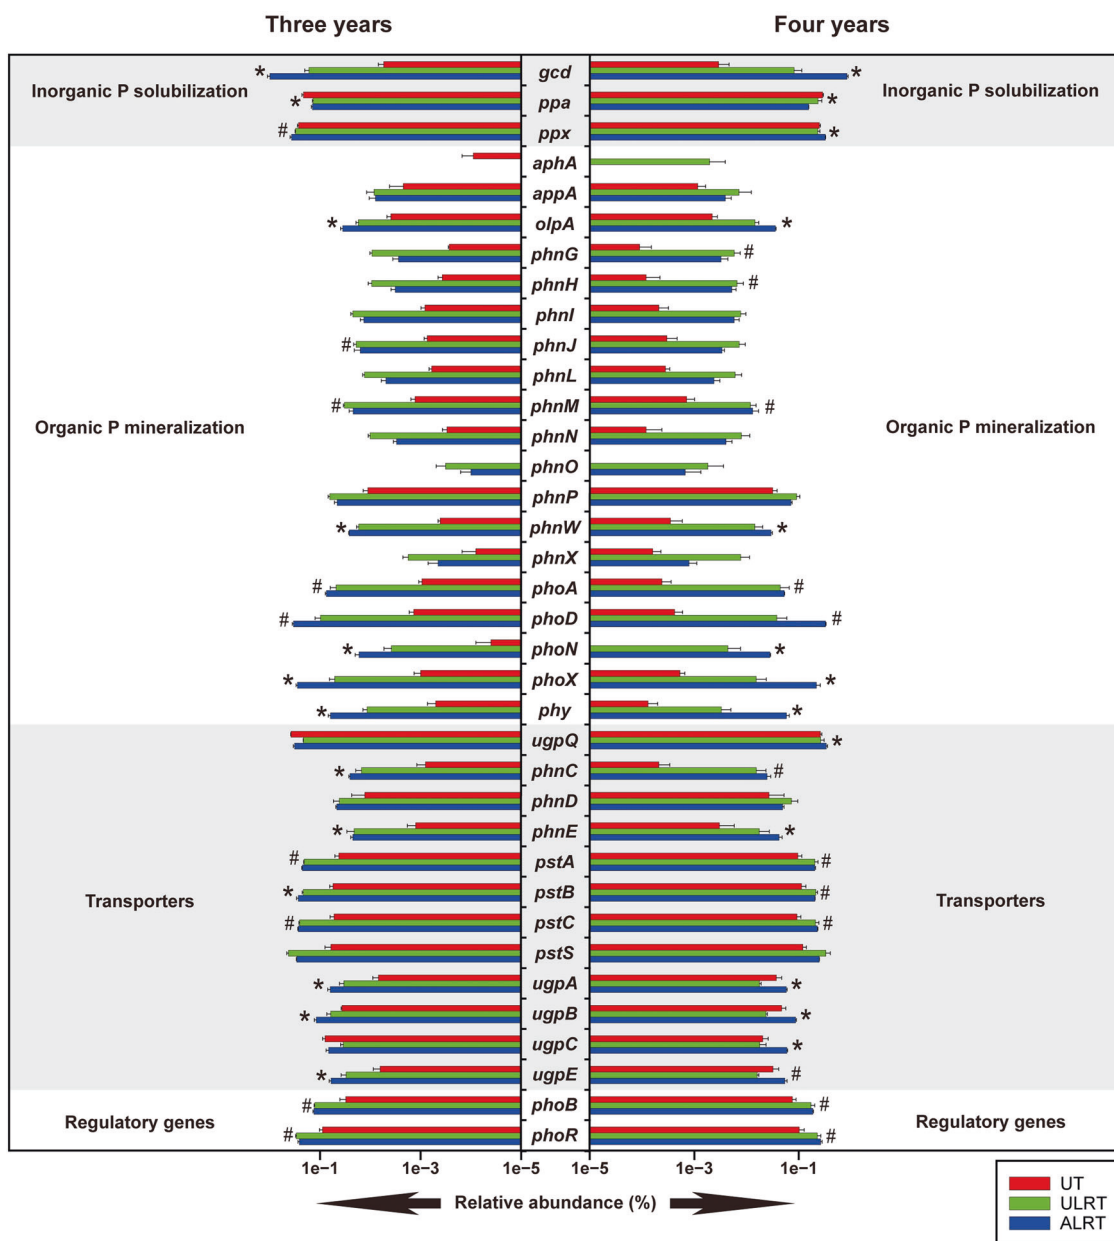 Three years Four years
* gcd *
Inorganic P solubilization Inorganic P solubilization
* ppa *
# ppx *
aphA
appA
* olpA *
phnG #
phnH #
phnI
# phnJ
phnL
# phnM #
Organic P mineralization phnN Organic P mineralization
phnO
phnP
* phnW *
phnX
# phoA #
# phoD #
* phoN *
* phoX *
* phy *
ugpQ *
* phnC #
phnD
* phnE *
# pstA #
* pstB #
Transporters Transporters
# pstC #
pstS
* ugpA *
* ugpB *
ugpC *
* ugpE #
# phoB #
Regulatory genes Regulatory genes
# phoR #
1e−1 1e−3 1e−5 1e−5 1e−3 1e−1
Relative abundance (%)
UT
ULRT
ALRT